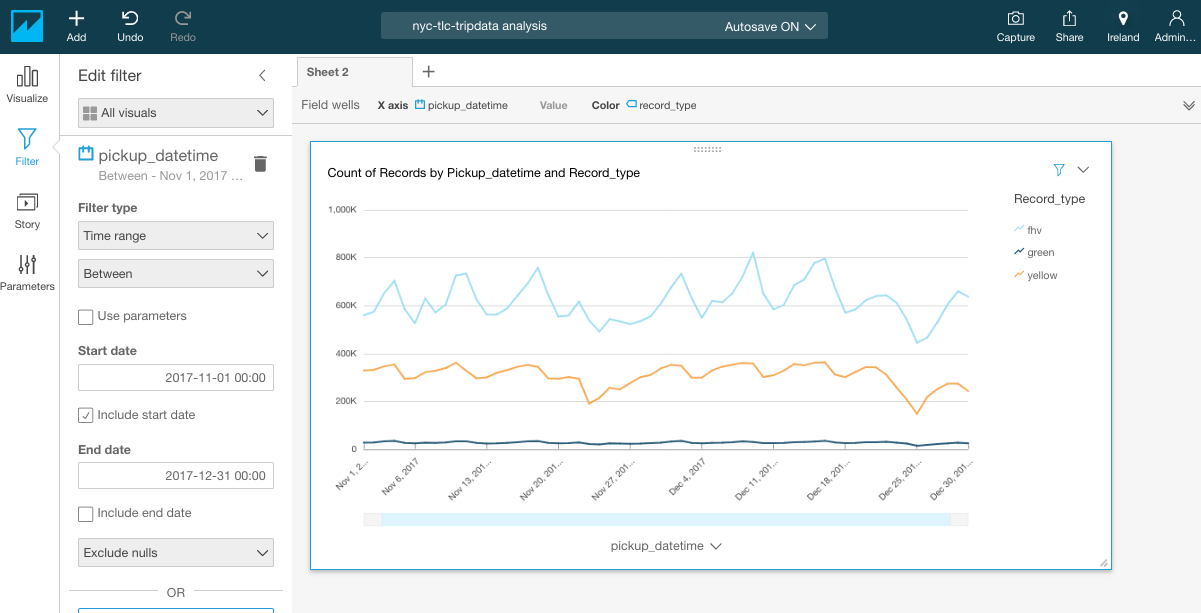 Add
Undo
Redo
nyc-tlc-tripdata analysis
Autosave ON
Capture
Share
Ireland
Admin...
Visualize
Filter
Story
Parameters
Edit filter
All visuals
pickup_datetime
Between - Nov 1, 2017 ...
Filter type
Time range
Between
Use parameters
Start date
2017-11-01 00:00
Include start date
End date
2017-12-31 00:00
Include end date
Exclude nulls
OR
Sheet 2
Field wells
X axis pickup_datetime
Value
Color record_type
Count of Records by Pickup_datetime and Record_type
1,000K
800K
600K
400K
200K
0
Nov 1, 2...
Nov 6, 2017
Nov 13, 201...
Nov 20, 201...
Nov 27, 201...
Dec 4, 2017
Dec 11, 201...
Dec 18, 201...
Dec 25, 201...
Dec 30, 201...
pickup_datetime
Record_type
fhv
green
yellow